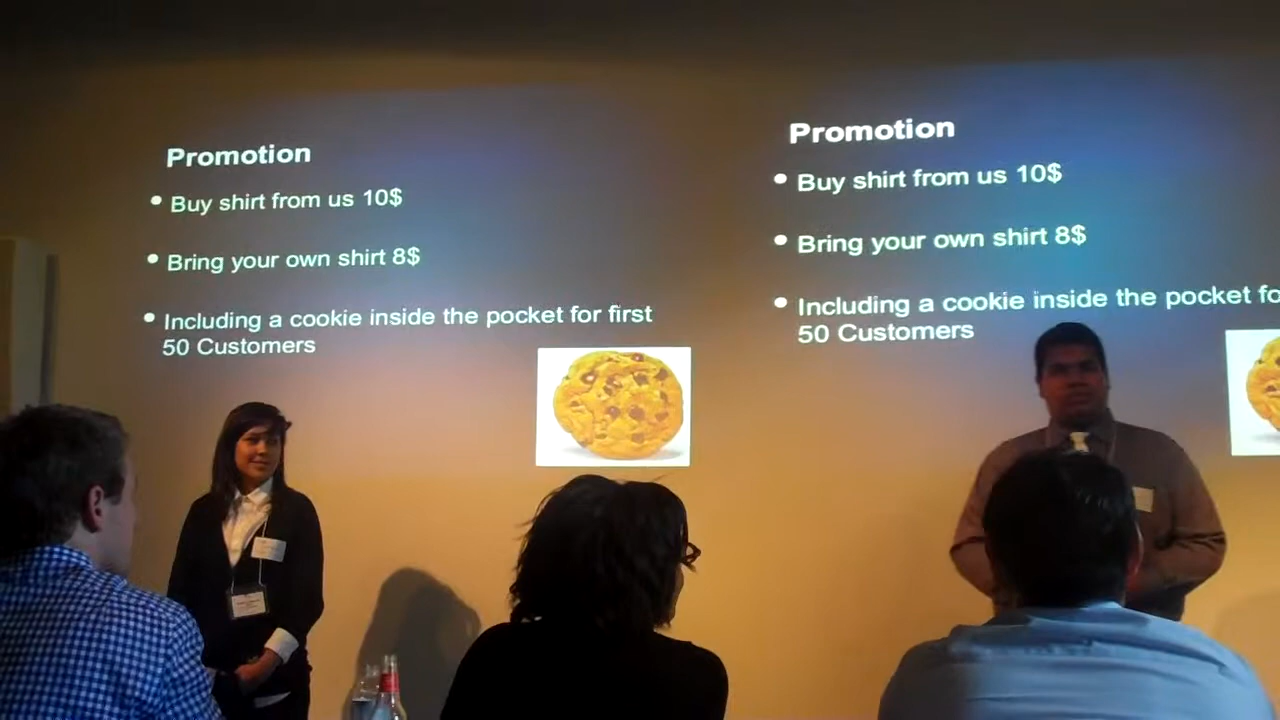 Promotion
• Buy shirt from us 10$
• Bring your own shirt 8$
• Including a cookie inside the pocket for first
50 Customers
Promotion
• Buy shirt from us 10$
• Bring your own shirt 8$
• Including a cookie inside the pocket fo
50 Customers